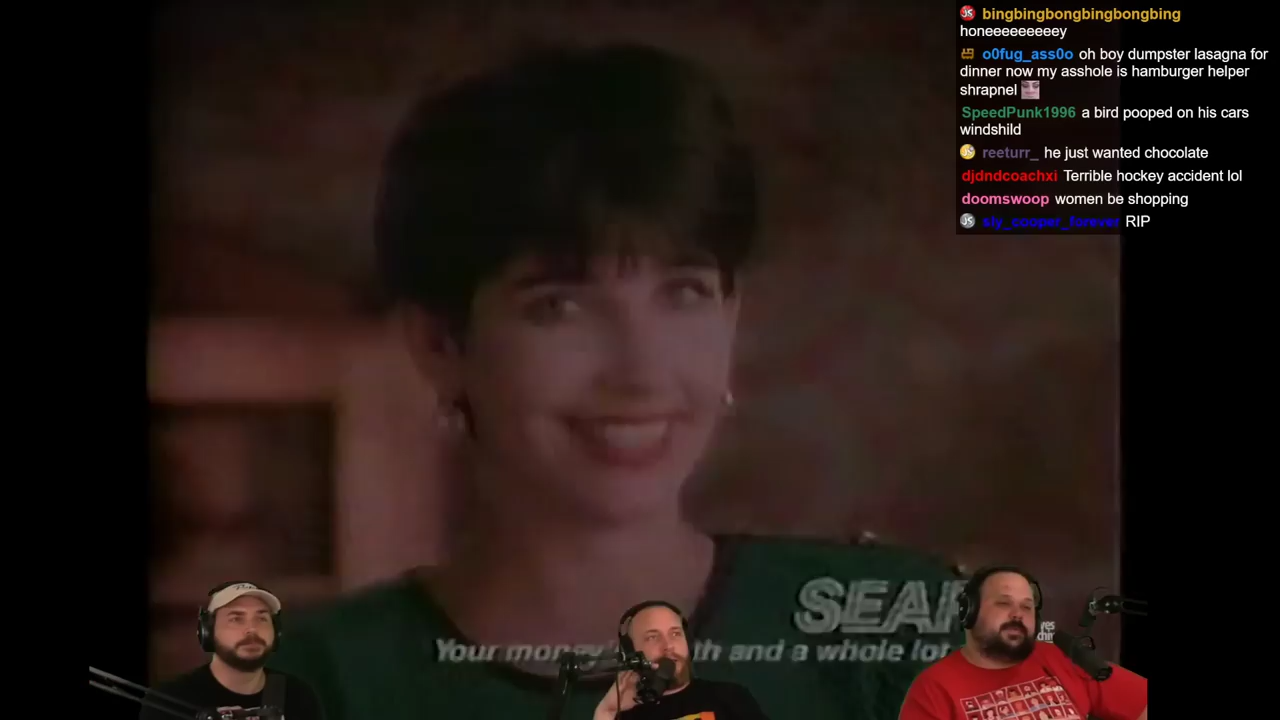 bingbingbongbingbongbing
honeeeeeeeeey
o0fug_ass0o oh boy dumpster lasagna for
dinner now my asshole is hamburger helper
shrapnel
SpeedPunk1996 a bird pooped on his cars
windshild
reeturr_ he just wanted chocolate
djdndcoachxi Terrible hockey accident lol
doomswoop women be shopping
sly_cooper_forever RIP
SEAR
Your money th and a whole lot